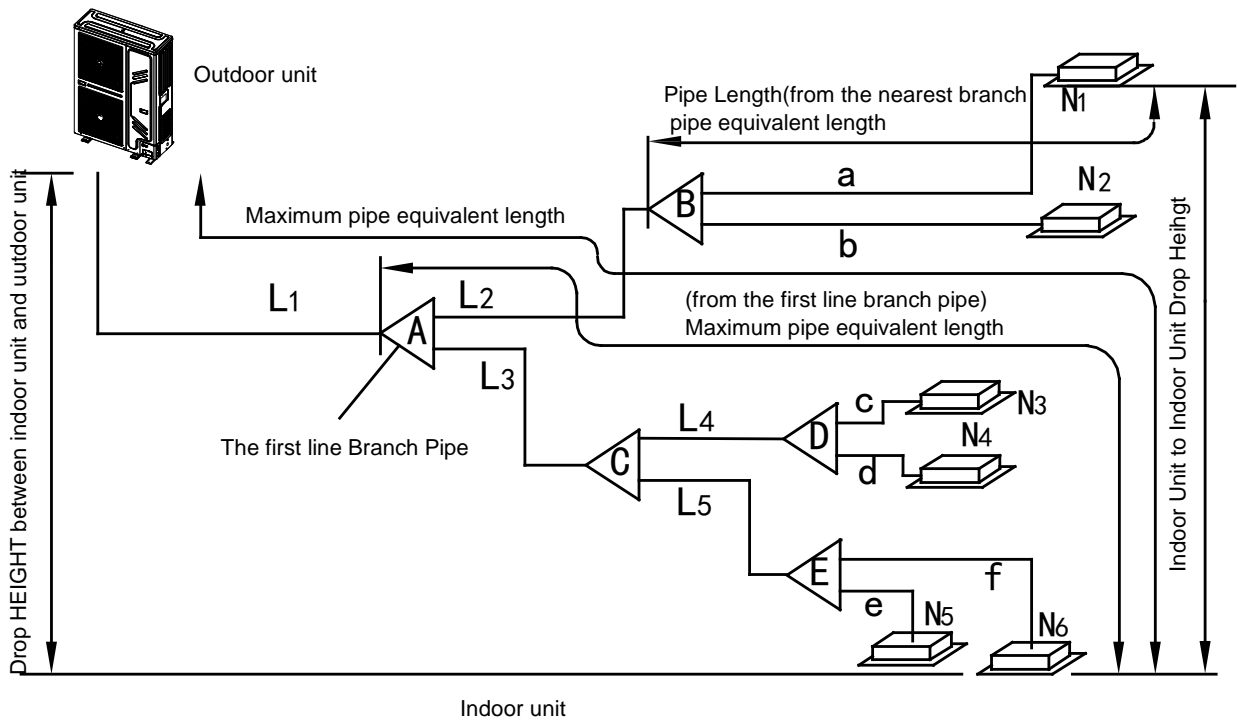 Outdoor unit
Pipe Length(from the nearest branch
pipe equivalent length
N1
a
N2
B
b
Maximum pipe equivalent length
L1
L2
A
(from the first line branch pipe)
Maximum pipe equivalent length
L3
The first line Branch Pipe
c
N3
L4
D
N4
C
d
L5
E
f
e
N5
N6
Drop HEIGHT between indoor unit and uutdoor unit
Indoor Unit to Indoor Unit Drop Heihgt
Indoor unit